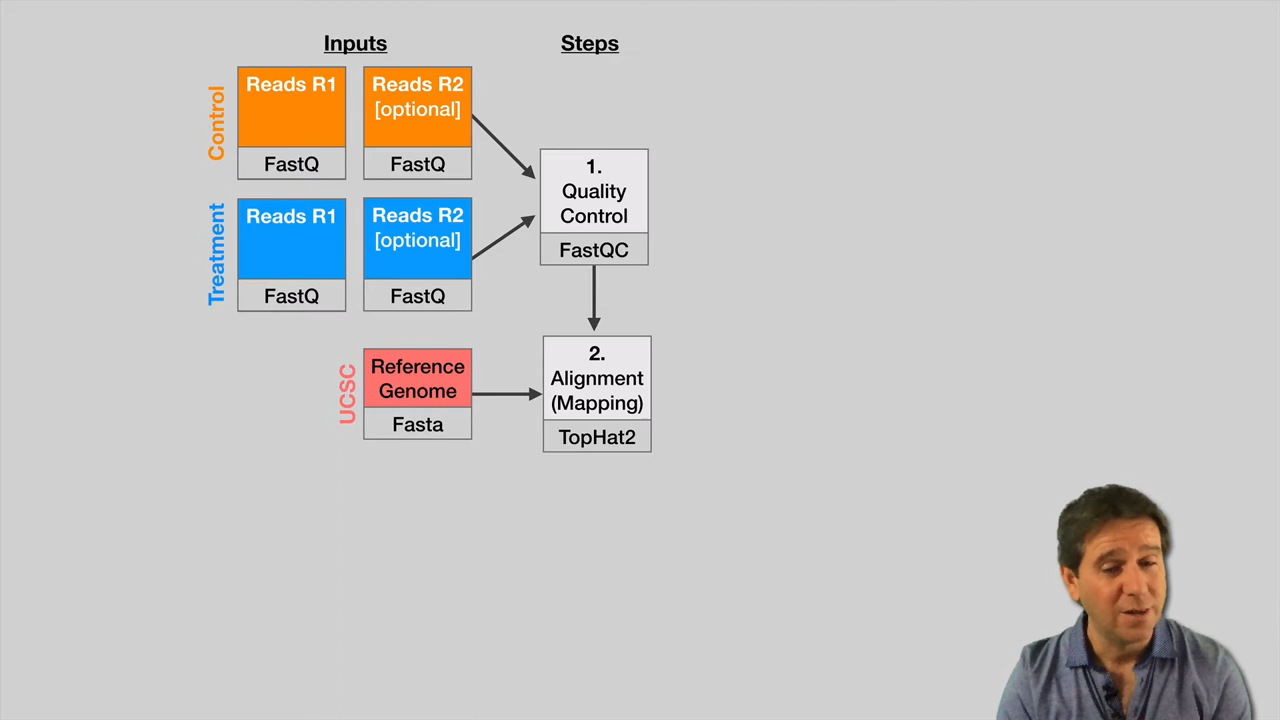 Inputs
Steps
Control
Reads R1
FastQ
Reads R2
[optional]
FastQ
Treatment
Reads R1
FastQ
Reads R2
[optional]
FastQ
1.
Quality
Control
FastQC
UCSC
Reference
Genome
Fasta
2.
Alignment
(Mapping)
TopHat2